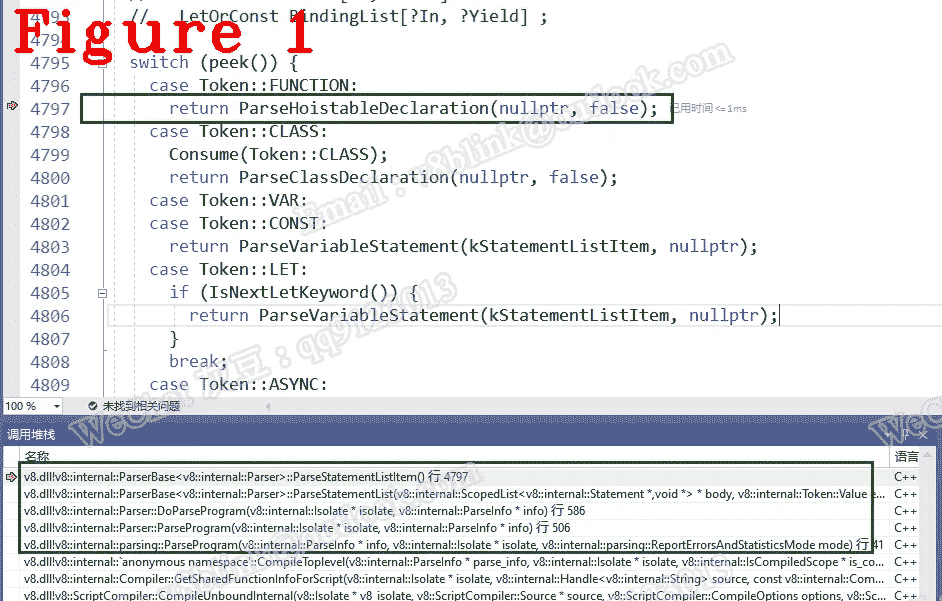 4793 // LetOrConst BindingList[?In, ?Yield] ;
Figure 1
4794
4795 switch (peek()) {
4796 case Token::FUNCTION:
4797 return ParseHoistableDeclaration(nullptr, false); 已用时间<=1ms
4798 case Token::CLASS:
4799 Consume(Token::CLASS);
4800 return ParseClassDeclaration(nullptr, false);
4801 case Token::VAR:
4802 case Token::CONST:
4803 return ParseVariableStatement(kStatementListItem, nullptr);
4804 case Token::LET:
4805 if (IsNextLetKeyword()) {
4806 return ParseVariableStatement(kStatementListItem, nullptr);
4807 }
4808 break;
4809 case Token::ASYNC:
100 % 未找到相关问题
调用堆栈
名称 语言
v8.dll!v8::internal::ParserBase<v8::internal::Parser>::ParseStatementListItem() 行 4797 C++
v8.dll!v8::internal::ParserBase<v8::internal::Parser>::ParseStatementList(v8::internal::ScopedList<v8::internal::Statement *,void *> * body, v8::internal::Token::Value e... C++
v8.dll!v8::internal::Parser::DoParseProgram(v8::internal::Isolate * isolate, v8::internal::ParseInfo * info) 行 586 C++
v8.dll!v8::internal::Parser::ParseProgram(v8::internal::Isolate * isolate, v8::internal::ParseInfo * info) 行 506 C++
v8.dll!v8::internal::parsing::ParseProgram(v8::internal::ParseInfo * info, v8::internal::Isolate * isolate, v8::internal::parsing::ReportErrorsAndStatisticsMode mode) 行 41 C++
v8.dll!v8::internal::`anonymous namespace'::CompileToplevel(v8::internal::ParseInfo * parse_info, v8::internal::Isolate * isolate, v8::internal::IsCompiledScope * is_co... C++
v8.dll!v8::internal::Compiler::GetSharedFunctionInfoForScript(v8::internal::Isolate * isolate, v8::internal::Handle<v8::internal::String> source, const v8::internal::Com... C++
v8.dll!v8::ScriptCompiler::CompileUnboundInternal(v8::Isolate * v8_isolate, v8::ScriptCompiler::Source * source, v8::ScriptCompiler::CompileOptions options, v8::Sc... C++